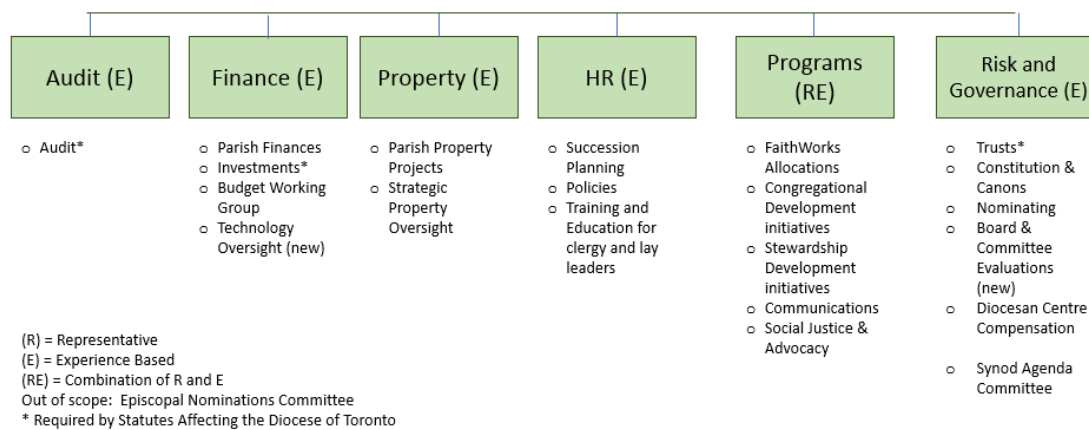 Audit (E)
Finance (E)
Property (E)
HR (E)
Programs
(RE)
Risk and
Governance (E)
o Audit*
o Parish Finances
o Investments*
o Budget Working
Group
o Technology
Oversight (new)
o Parish Property
Projects
o Strategic
Property
Oversight
o Succession
Planning
o Policies
o Training and
Education for
clergy and lay
leaders
o FaithWorks
Allocations
o Congregational
Development
initiatives
o Stewardship
Development
initiatives
o Communications
o Social Justice &
Advocacy
o Trusts*
o Constitution &
Canons
o Nominating
o Board &
Committee
Evaluations
(new)
o Diocesan Centre
Compensation
o Synod Agenda
Committee
(R) = Representative
(E) = Experience Based
(RE) = Combination of R and E
Out of scope: Episcopal Nominations Committee
* Required by Statutes Affecting the Diocese of Toronto